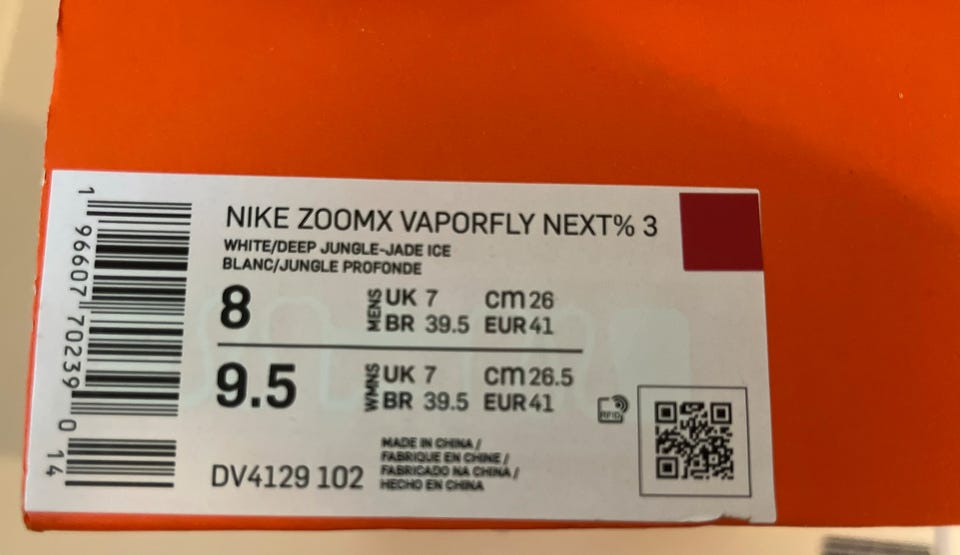 NIKE ZOOMX VAPORFLY NEXT% 3
WHITE/DEEP JUNGLE-JADE ICE
BLANC/JUNGLE PROFONDE
8 MENS UK 7 cm 26
BR 39.5 EUR 41
9.5 WMNS UK 7 cm 26.5
BR 39.5 EUR 41
RFID
DV4129 102
MADE IN CHINA /
FABRIQUE EN CHINE /
FABRICADO NA CHINA /
HECHO EN CHINA
1 96607 70239 0 14